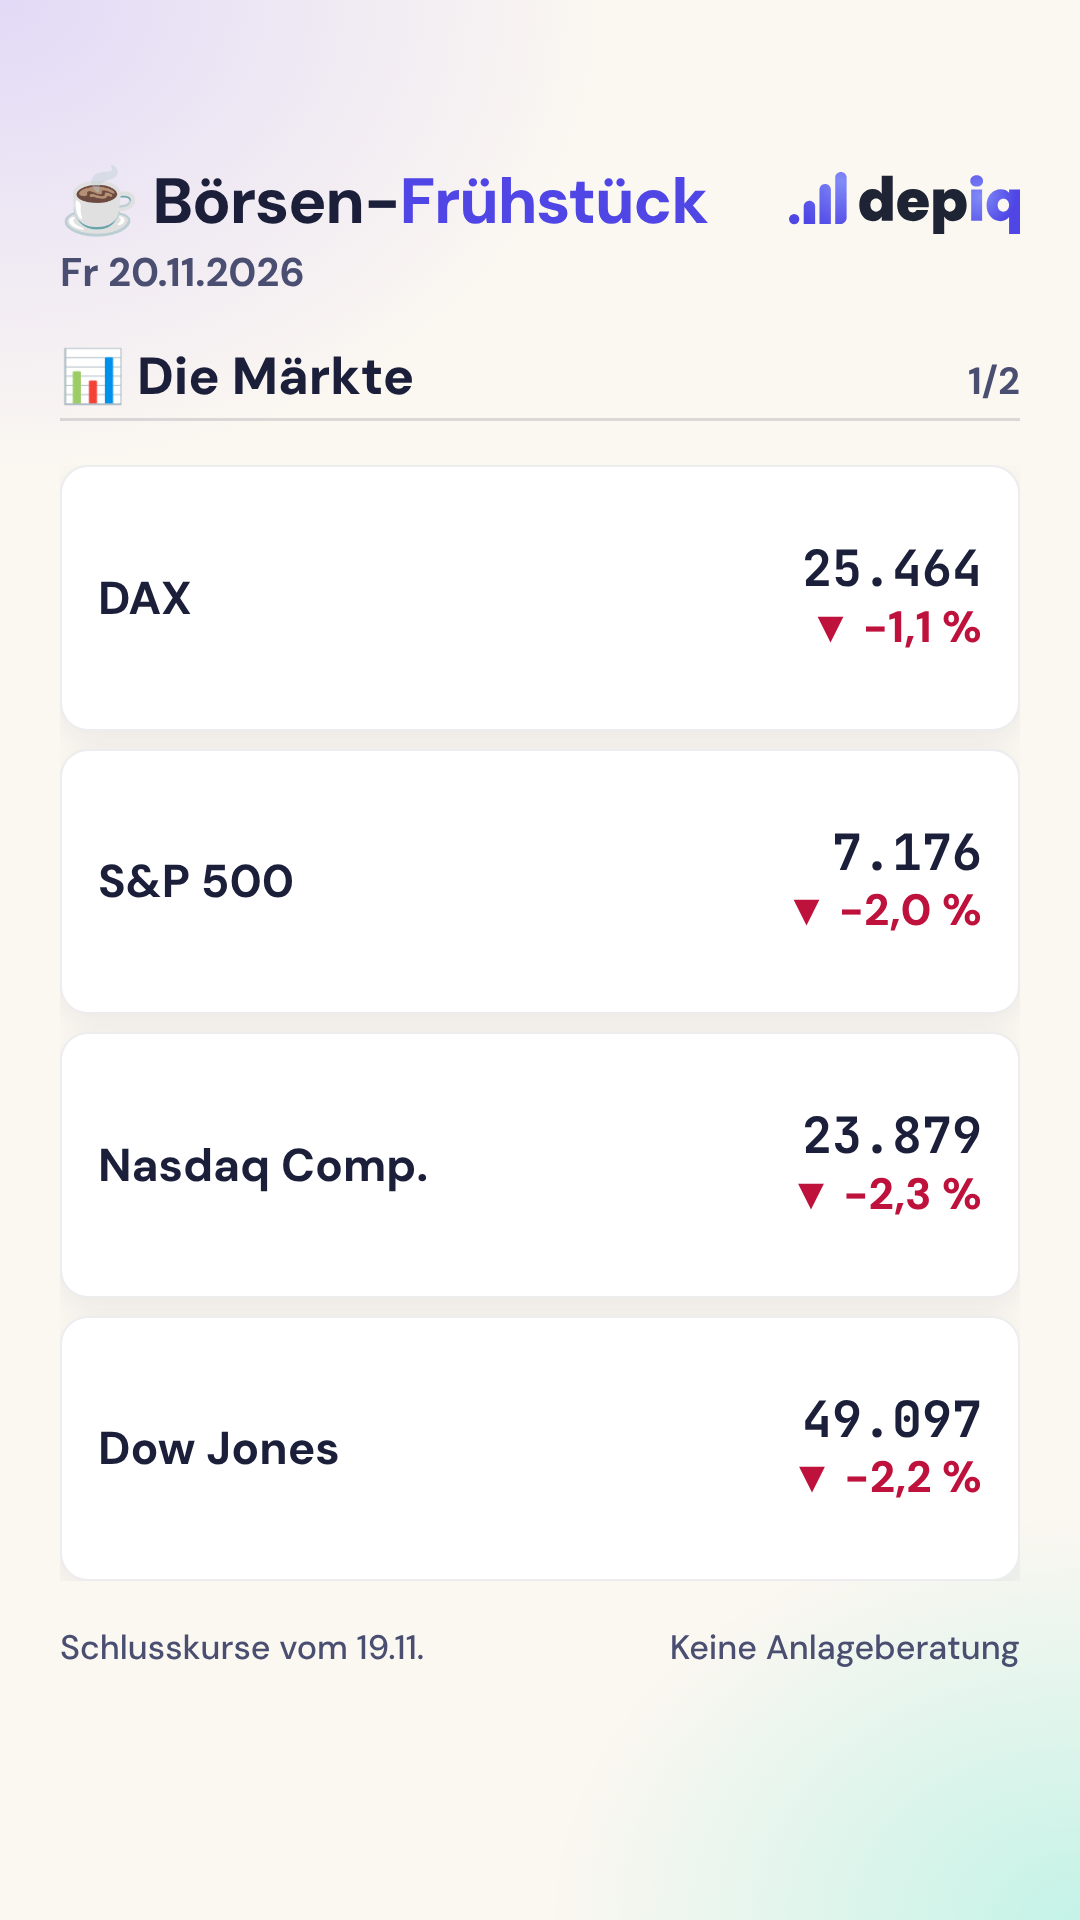 ☕ Börsen-Frühstück
depiq
Fr 20.11.2026
📊 Die Märkte
1/2
DAX
25.464
▼ -1,1 %
S&P 500
7.176
▼ -2,0 %
Nasdaq Comp.
23.879
▼ -2,3 %
Dow Jones
49.097
▼ -2,2 %
Schlusskurse vom 19.11.
Keine Anlageberatung